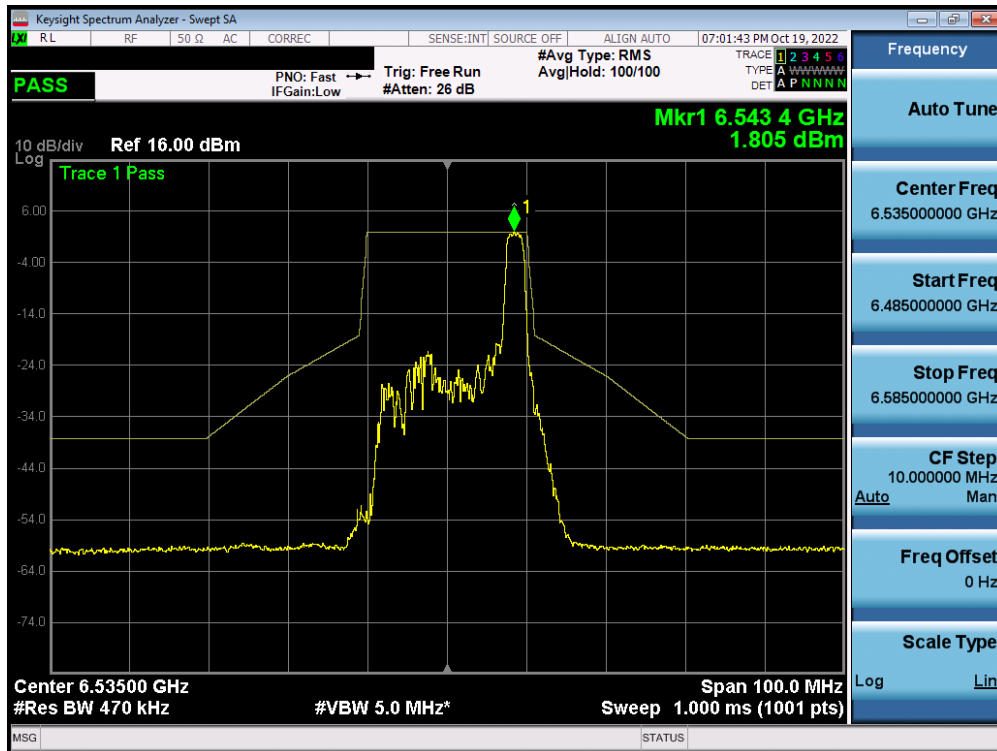 Keysight Spectrum Analyzer - Swept SA
LXI RL RF 50 Ω AC CORREC SENSE:INT SOURCE OFF ALIGN AUTO 07:01:43 PM Oct 19, 2022
PASS
PNO: Fast
IFGain:Low
Trig: Free Run
#Atten: 26 dB
#Avg Type: RMS
Avg|Hold: 100/100
TRACE 1 2 3 4 5 6
TYPE A WWWWW
DET A P N N N N
Mkr1 6.543 4 GHz
1.805 dBm
10 dB/div Ref 16.00 dBm
Log
Trace 1 Pass
1
6.00
-4.00
-14.0
-24.0
-34.0
-44.0
-54.0
-64.0
-74.0
Center 6.53500 GHz Span 100.0 MHz
#Res BW 470 kHz #VBW 5.0 MHz* Sweep 1.000 ms (1001 pts)
MSG STATUS
Frequency
Auto Tune
Center Freq
6.535000000 GHz
Start Freq
6.485000000 GHz
Stop Freq
6.585000000 GHz
CF Step
10.000000 MHz
Auto Man
Freq Offset
0 Hz
Scale Type
Log Lin